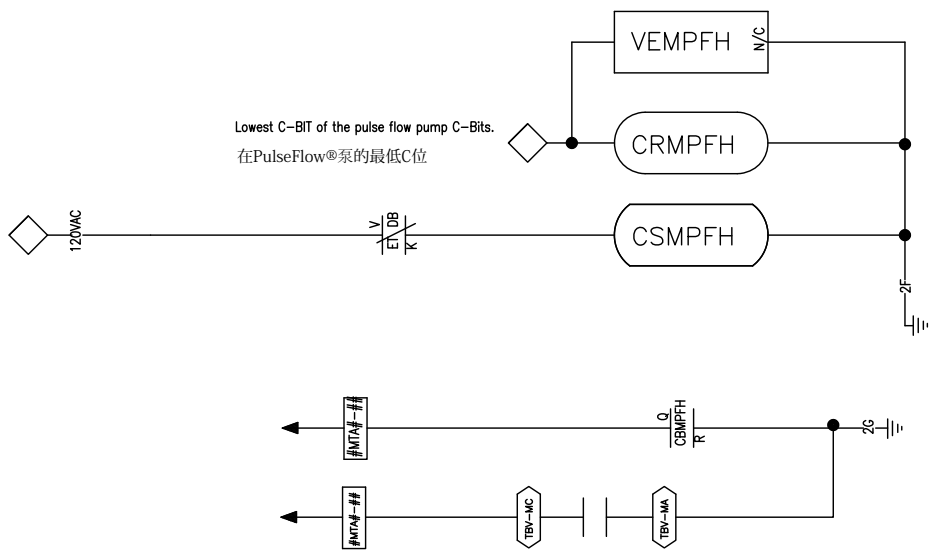 VEMPFH
N/C
Lowest C-BIT of the pulse flow pump C-Bits.
在PulseFlow®泵的最低C位
CRMPFH
120VAC
V
ET DB
K
CSMPFH
2F
#MTA#-##
Q
CBMPFH
R
2G
#MTA#-##
TBV-MC
TBV-MA